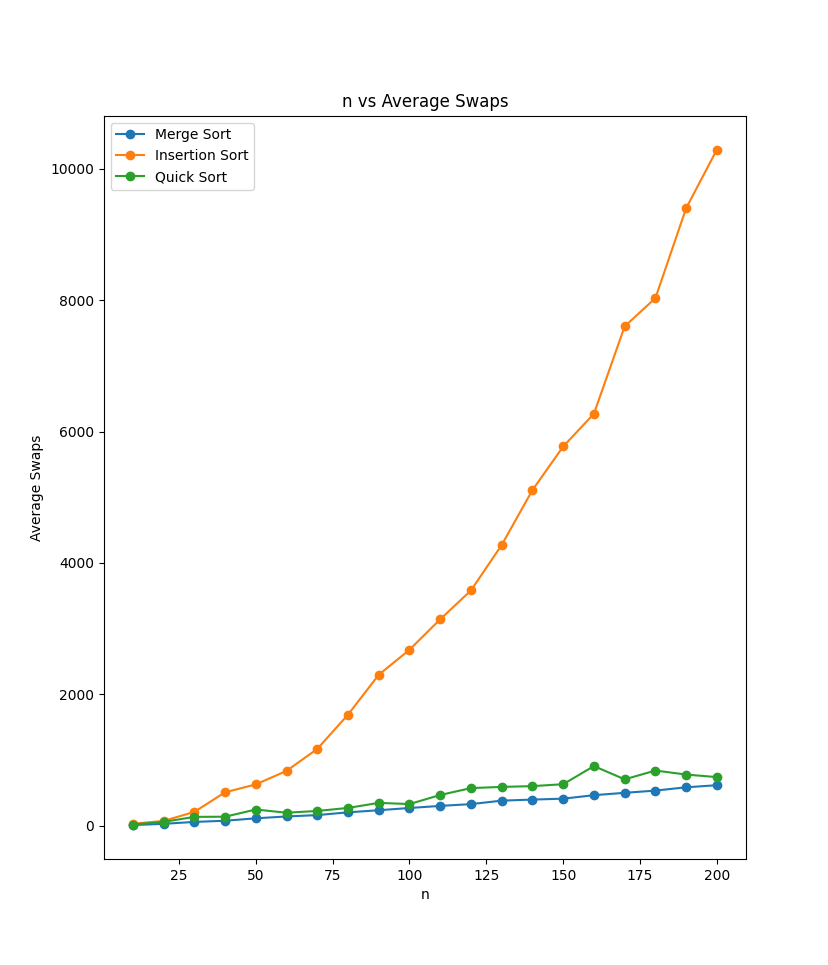 n vs Average Swaps
Merge Sort
Insertion Sort
Quick Sort
10000
8000
6000
4000
2000
0
Average Swaps
25 50 75 100 125 150 175 200
n